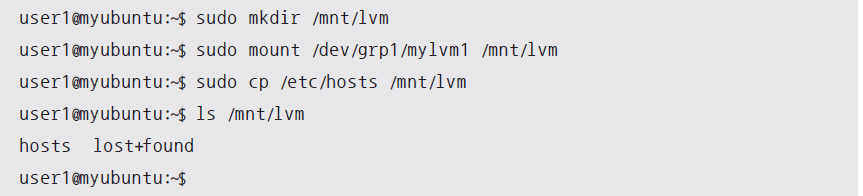 user1@myubuntu:~$ sudo mkdir /mnt/lvm
user1@myubuntu:~$ sudo mount /dev/grp1/mylvm1 /mnt/lvm
user1@myubuntu:~$ sudo cp /etc/hosts /mnt/lvm
user1@myubuntu:~$ ls /mnt/lvm
hosts  lost+found
user1@myubuntu:~$